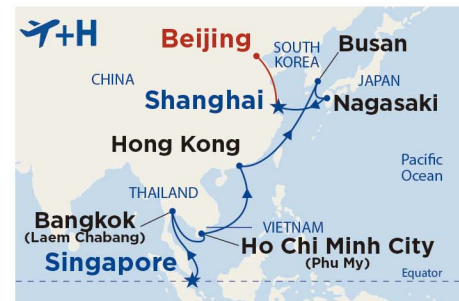 +H
Beijing
SOUTH
KOREA
Busan
CHINA
JAPAN
Shanghai
Nagasaki
Hong Kong
Pacific
Ocean
THAILAND
Bangkok
(Laem Chabang)
VIETNAM
Ho Chi Minh City
(Phu My)
Singapore
Equator